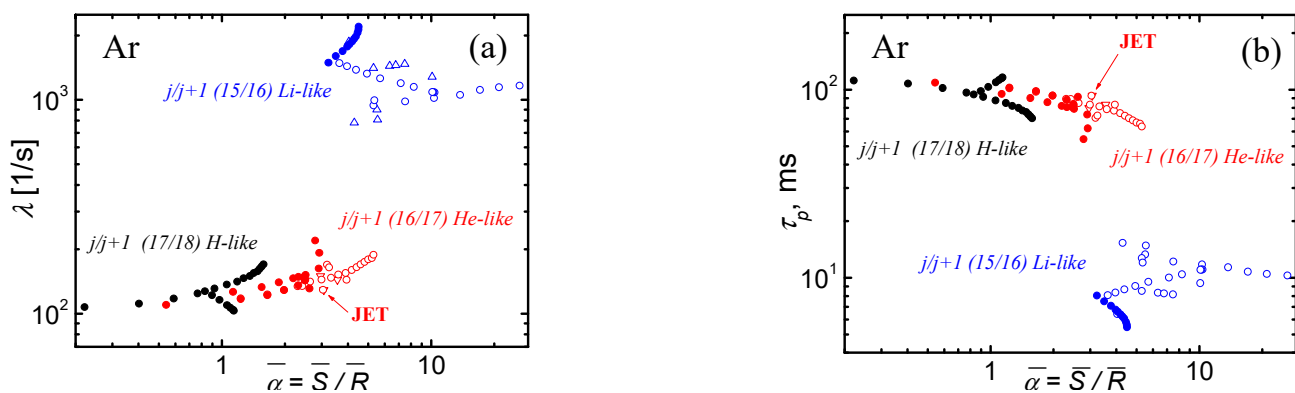 Ar
(a)
JET
j/j+1 (15/16) Li-like
10³
λ [1/s]
j/j+1 (16/17) He-like
j/j+1 (17/18) H-like
JET
10²
1
10
α̅ = S̅ / R̅
Ar
(b)
JET
10²
j/j+1 (17/18) H-like
j/j+1 (16/17) He-like
τ_p, ms
j/j+1 (15/16) Li-like
10¹
1
10
α̅ = S̅ / R̅